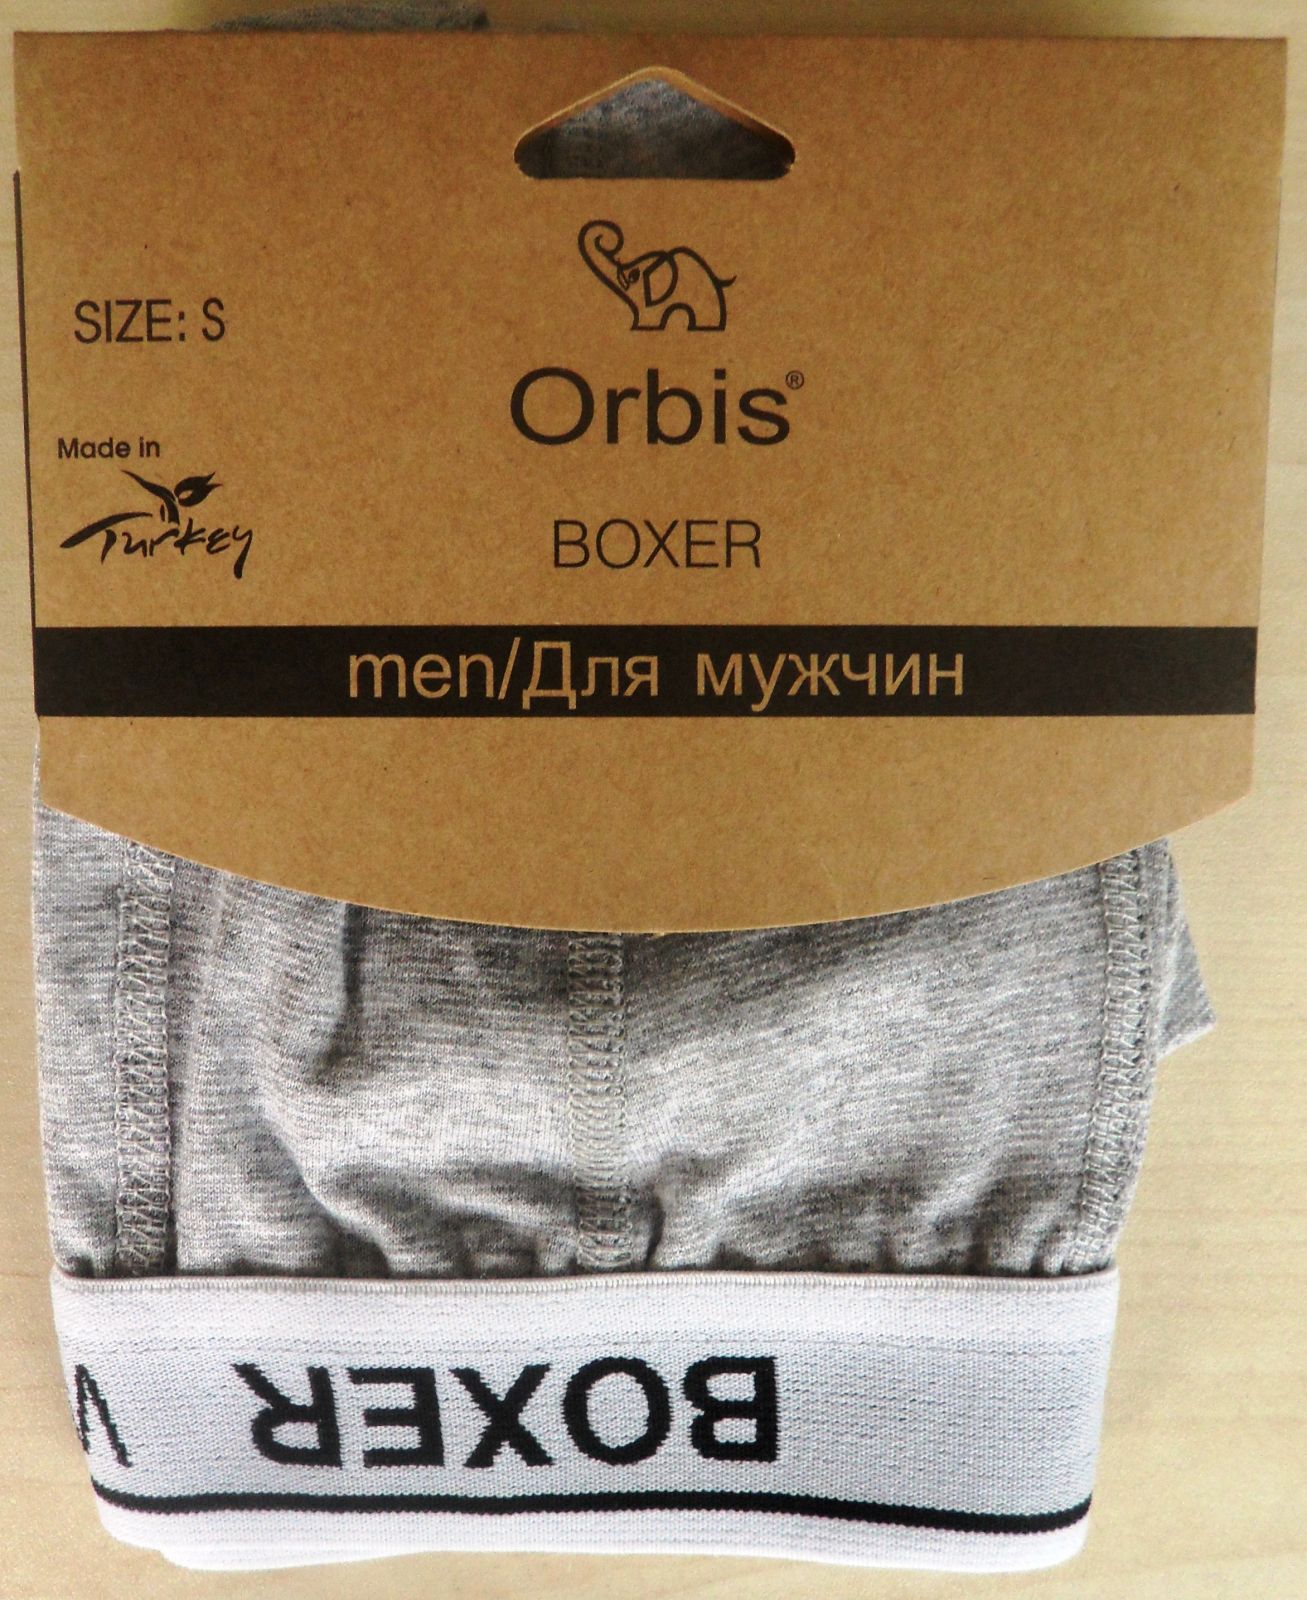 SIZE: S
Orbis®
Made in
Turkey
BOXER
men/Для мужчин
BOXER